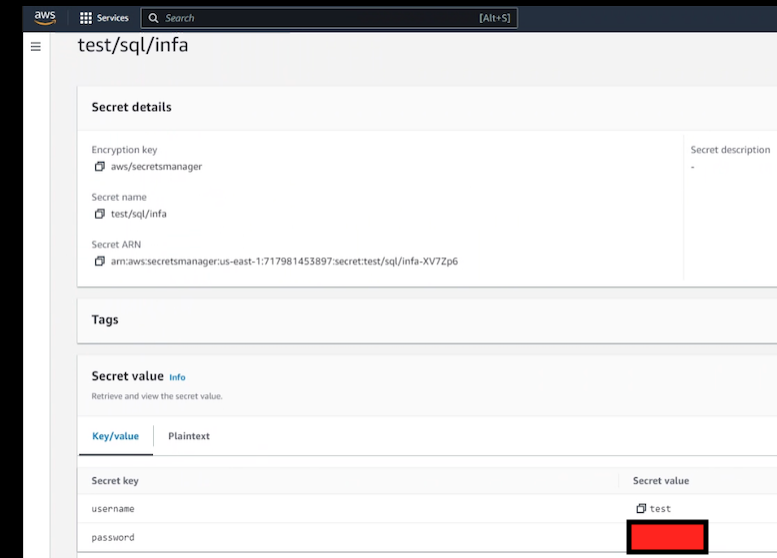 aws Services Search [Alt+S]
test/sql/infa
Secret details
Encryption key
aws/secretsmanager
Secret description
-
Secret name
test/sql/infa
Secret ARN
arn:aws:secretsmanager:us-east-1:717981453897:secret:test/sql/infa-XV7Zp6
Tags
Secret value Info
Retrieve and view the secret value.
Key/value Plaintext
Secret key Secret value
username test
password